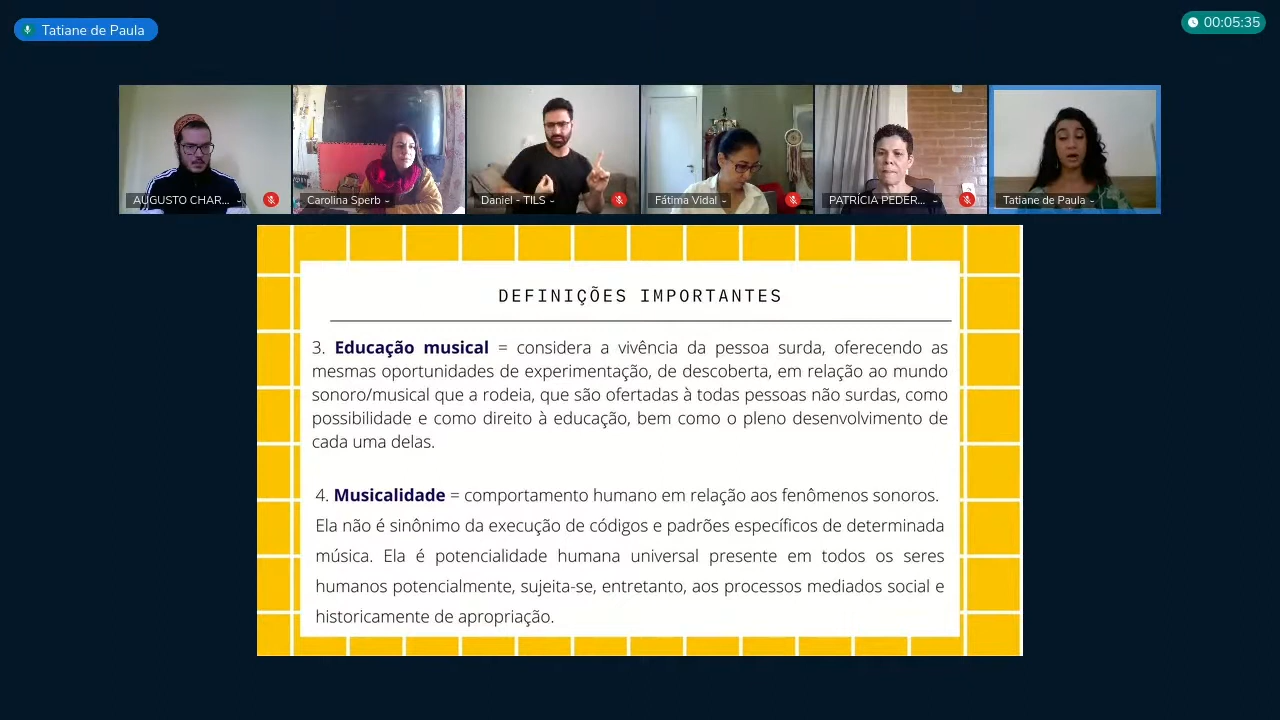 Tatiane de Paula
00:05:35
AUGUSTO CHAR...
Carolina Sperb
Daniel - TILS
Fátima Vidal
PATRÍCIA PEDER...
Tatiane de Paula
DEFINIÇÕES IMPORTANTES
3. Educação musical = considera a vivência da pessoa surda, oferecendo as
mesmas oportunidades de experimentação, de descoberta, em relação ao mundo
sonoro/musical que a rodeia, que são ofertadas à todas pessoas não surdas, como
possibilidade e como direito à educação, bem como o pleno desenvolvimento de
cada uma delas.
4. Musicalidade = comportamento humano em relação aos fenômenos sonoros.
Ela não é sinônimo da execução de códigos e padrões específicos de determinada
música. Ela é potencialidade humana universal presente em todos os seres
humanos potencialmente, sujeita-se, entretanto, aos processos mediados social e
historicamente de apropriação.